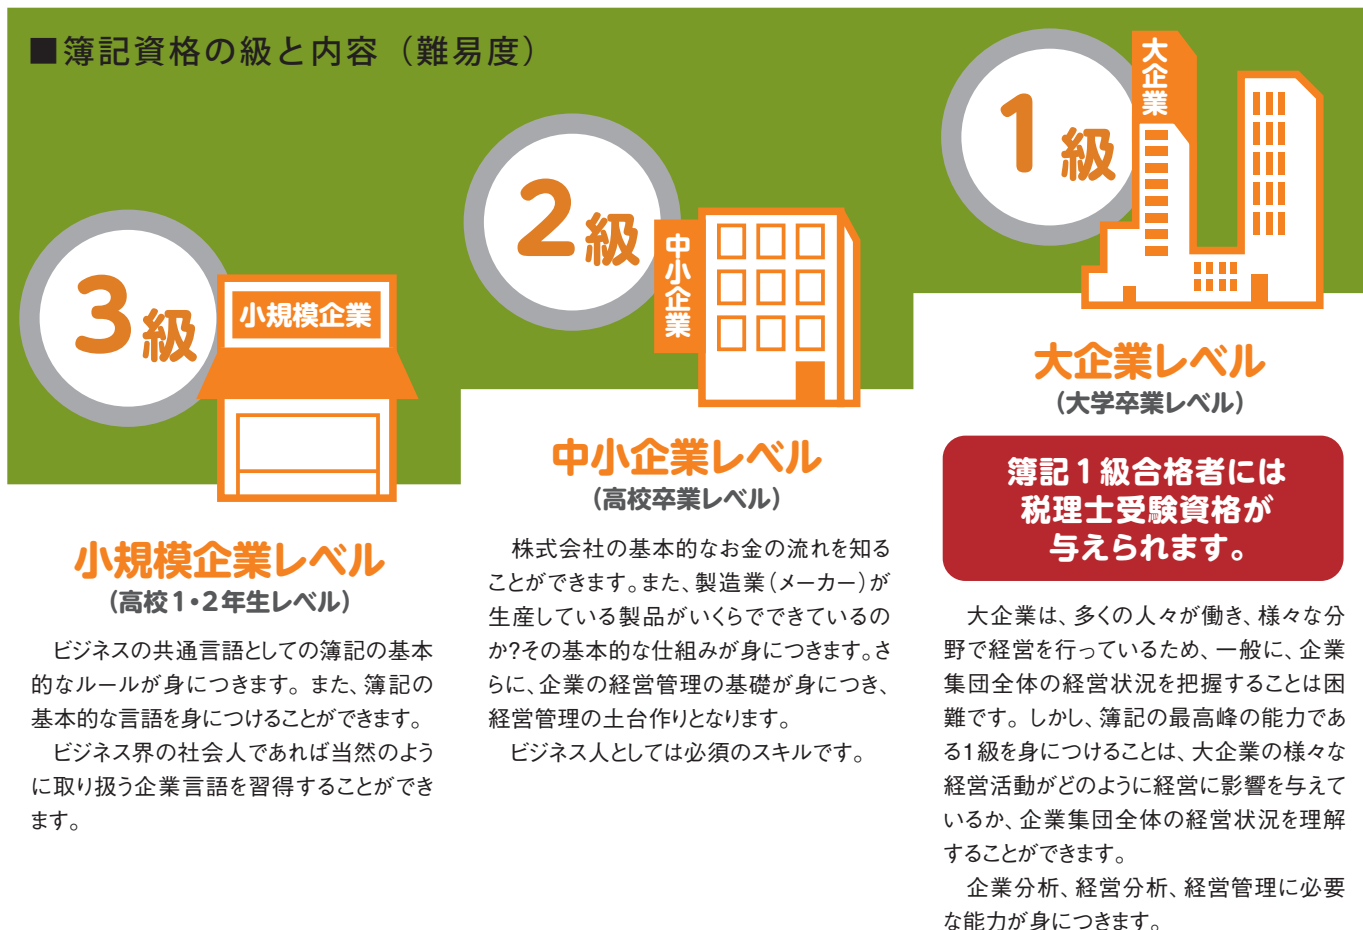 ■簿記資格の級と内容（難易度）
3級
小規模企業
小規模企業レベル
（高校1・2年生レベル）
　ビジネスの共通言語としての簿記の基本
的なルールが身につきます。また、簿記の
基本的な言語を身につけることができます。
　ビジネス界の社会人であれば当然のよう
に取り扱う企業言語を習得することができ
ます。
2級
中小企業
中小企業レベル
（高校卒業レベル）
　株式会社の基本的なお金の流れを知る
ことができます。また、製造業（メーカー）が
生産している製品がいくらでできているの
か?その基本的な仕組みが身につきます。さ
らに、企業の経営管理の基礎が身につき、
経営管理の土台作りとなります。
　ビジネス人としては必須のスキルです。
1級
大企業
大企業レベル
（大学卒業レベル）
簿記1級合格者には
税理士受験資格が
与えられます。
　大企業は、多くの人々が働き、様々な分
野で経営を行っているため、一般に、企業
集団全体の経営状況を把握することは困
難です。しかし、簿記の最高峰の能力であ
る1級を身につけることは、大企業の様々な
経営活動がどのように経営に影響を与えて
いるか、企業集団全体の経営状況を理解
することができます。
　企業分析、経営分析、経営管理に必要
な能力が身につきます。